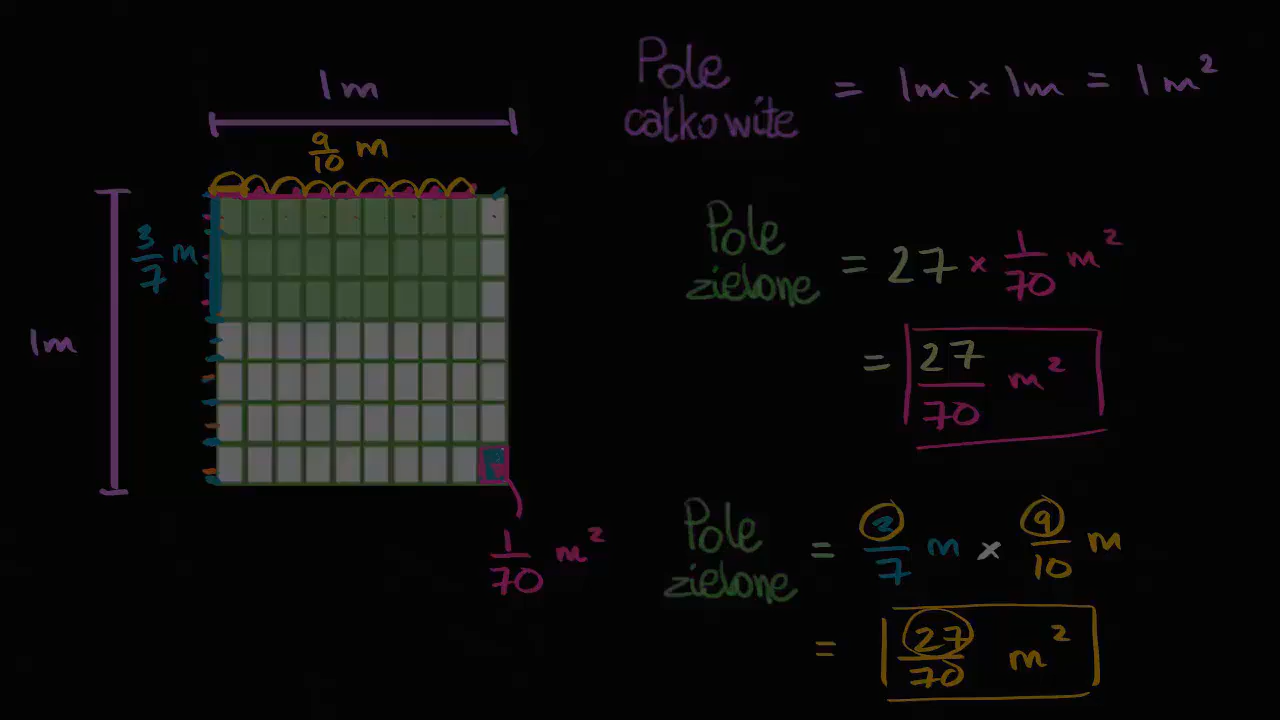 1m
9/10 m
3/7 m
1m
1/70 m²
Pole całkowite = 1m × 1m = 1 m²
Pole zielone = 27 × 1/70 m²
= 27/70 m²
Pole zielone = 3/7 m × 9/10 m
= 27/70 m²